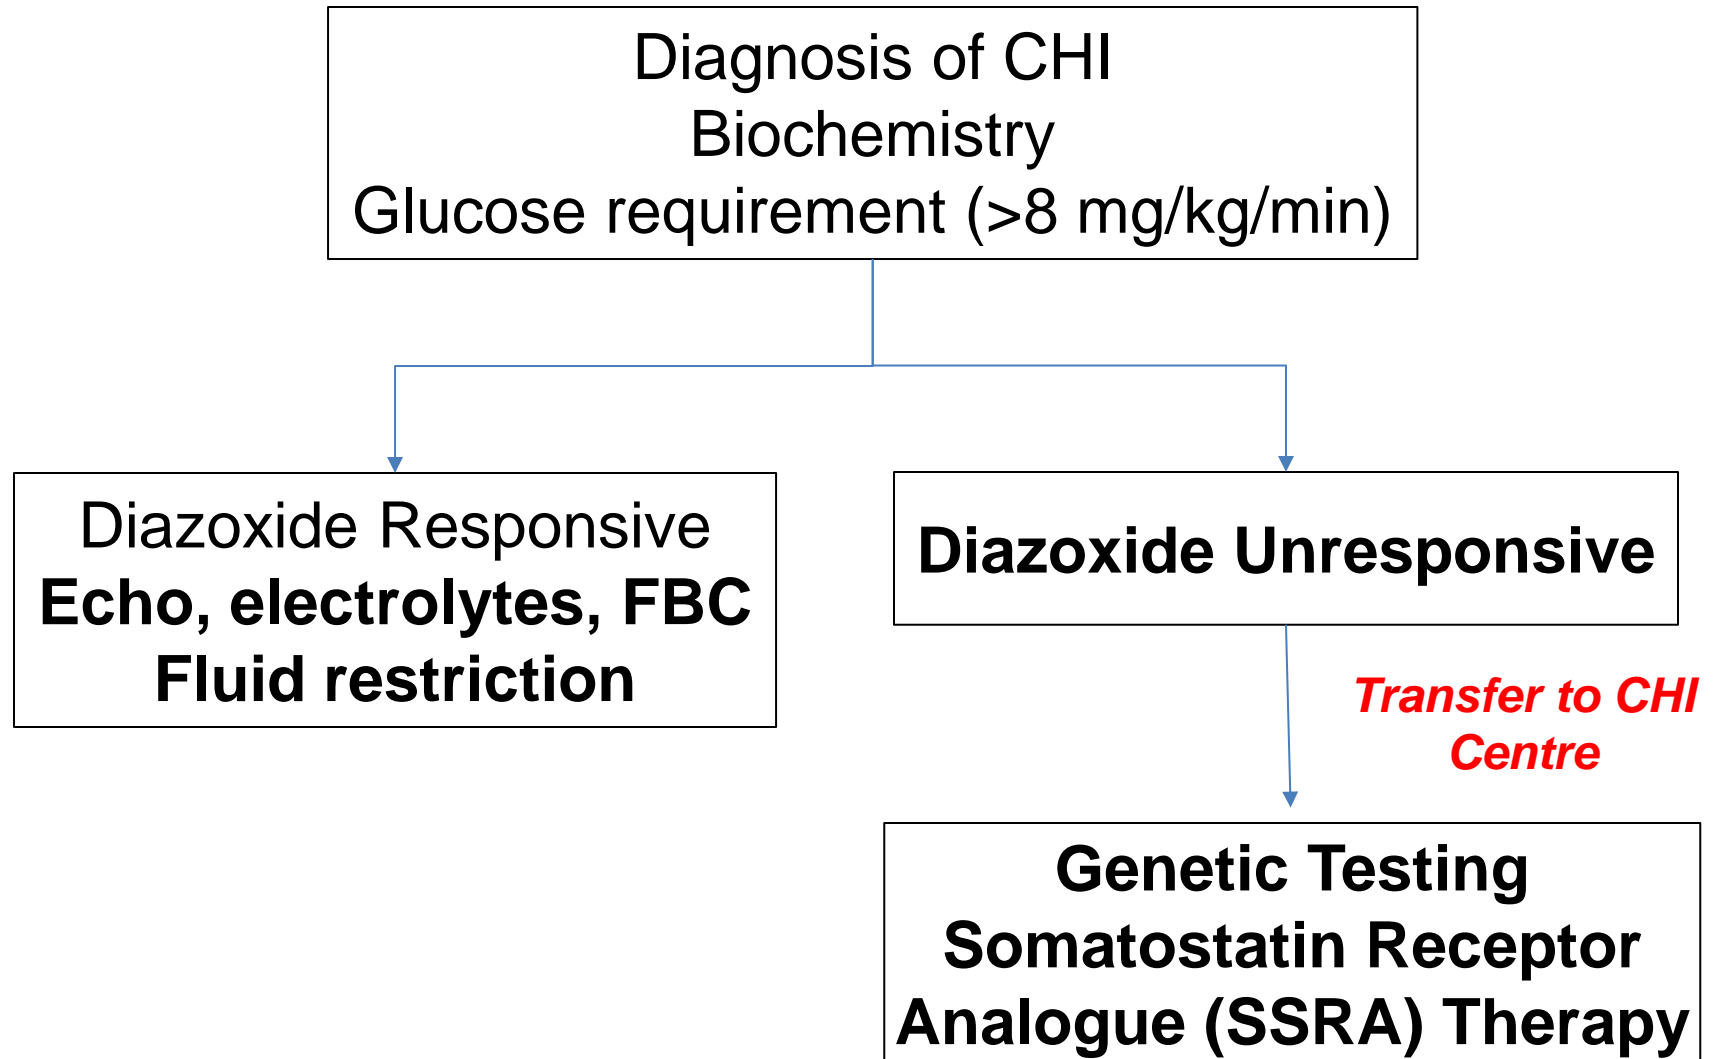 Diagnosis of CHI
Biochemistry
Glucose requirement (>8 mg/kg/min)
Diazoxide Responsive
Echo, electrolytes, FBC
Fluid restriction
Diazoxide Unresponsive
Transfer to CHI
Centre
Genetic Testing
Somatostatin Receptor
Analogue (SSRA) Therapy